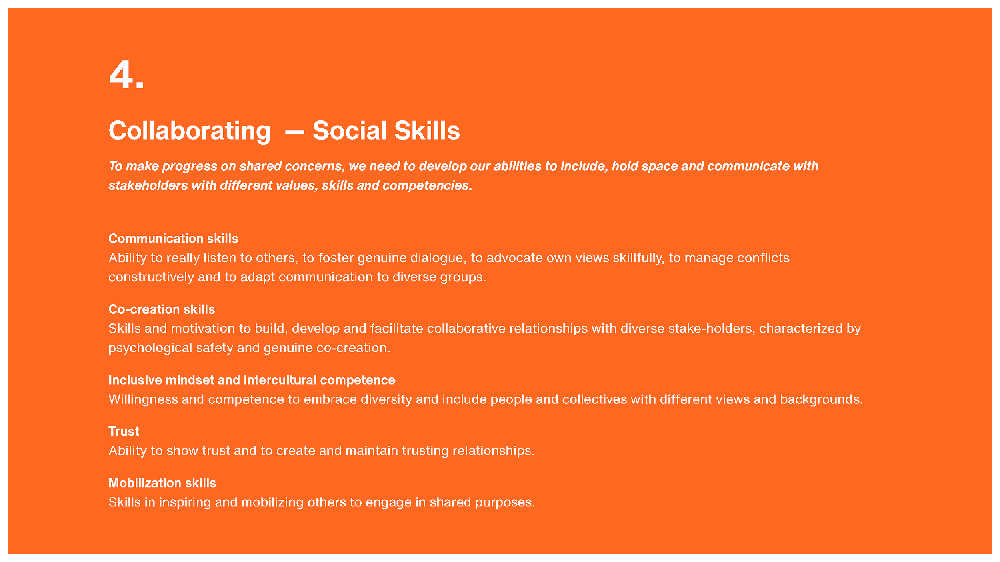 4.
Collaborating — Social Skills
To make progress on shared concerns, we need to develop our abilities to include, hold space and communicate with
stakeholders with different values, skills and competencies.
Communication skills
Ability to really listen to others, to foster genuine dialogue, to advocate own views skillfully, to manage conflicts
constructively and to adapt communication to diverse groups.
Co-creation skills
Skills and motivation to build, develop and facilitate collaborative relationships with diverse stake-holders, characterized by
psychological safety and genuine co-creation.
Inclusive mindset and intercultural competence
Willingness and competence to embrace diversity and include people and collectives with different views and backgrounds.
Trust
Ability to show trust and to create and maintain trusting relationships.
Mobilization skills
Skills in inspiring and mobilizing others to engage in shared purposes.